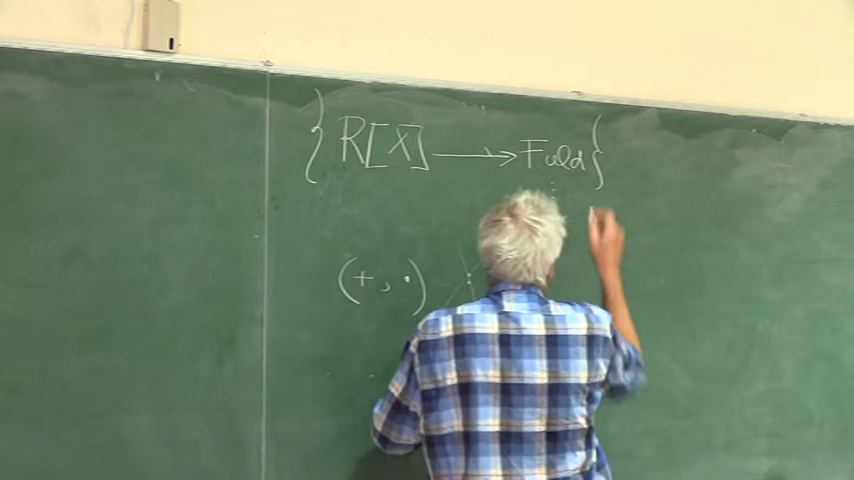 { R[X] → Field }
(+, ·)